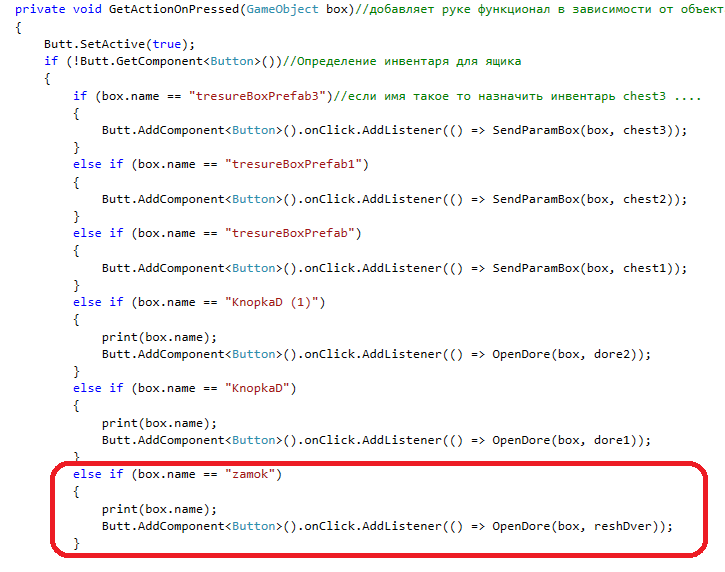 private void GetActionOnPressed(GameObject box)//добавляет руке функционал в зависимости от объект
{
Butt.SetActive(true);
if (!Butt.GetComponent<Button>())//Определение инвентаря для ящика
{
if (box.name == "tresureBoxPrefab3")//если имя такое то назначить инвентарь chest3 ....
{
Butt.AddComponent<Button>().onClick.AddListener(() => SendParamBox(box, chest3));
}
else if (box.name == "tresureBoxPrefab1")
{
Butt.AddComponent<Button>().onClick.AddListener(() => SendParamBox(box, chest2));
}
else if (box.name == "tresureBoxPrefab")
{
Butt.AddComponent<Button>().onClick.AddListener(() => SendParamBox(box, chest1));
}
else if (box.name == "KnopkaD (1)")
{
print(box.name);
Butt.AddComponent<Button>().onClick.AddListener(() => OpenDore(box, dore2));
}
else if (box.name == "KnopkaD")
{
print(box.name);
Butt.AddComponent<Button>().onClick.AddListener(() => OpenDore(box, dore1));
}
else if (box.name == "zamok")
{
print(box.name);
Butt.AddComponent<Button>().onClick.AddListener(() => OpenDore(box, reshDver));
}